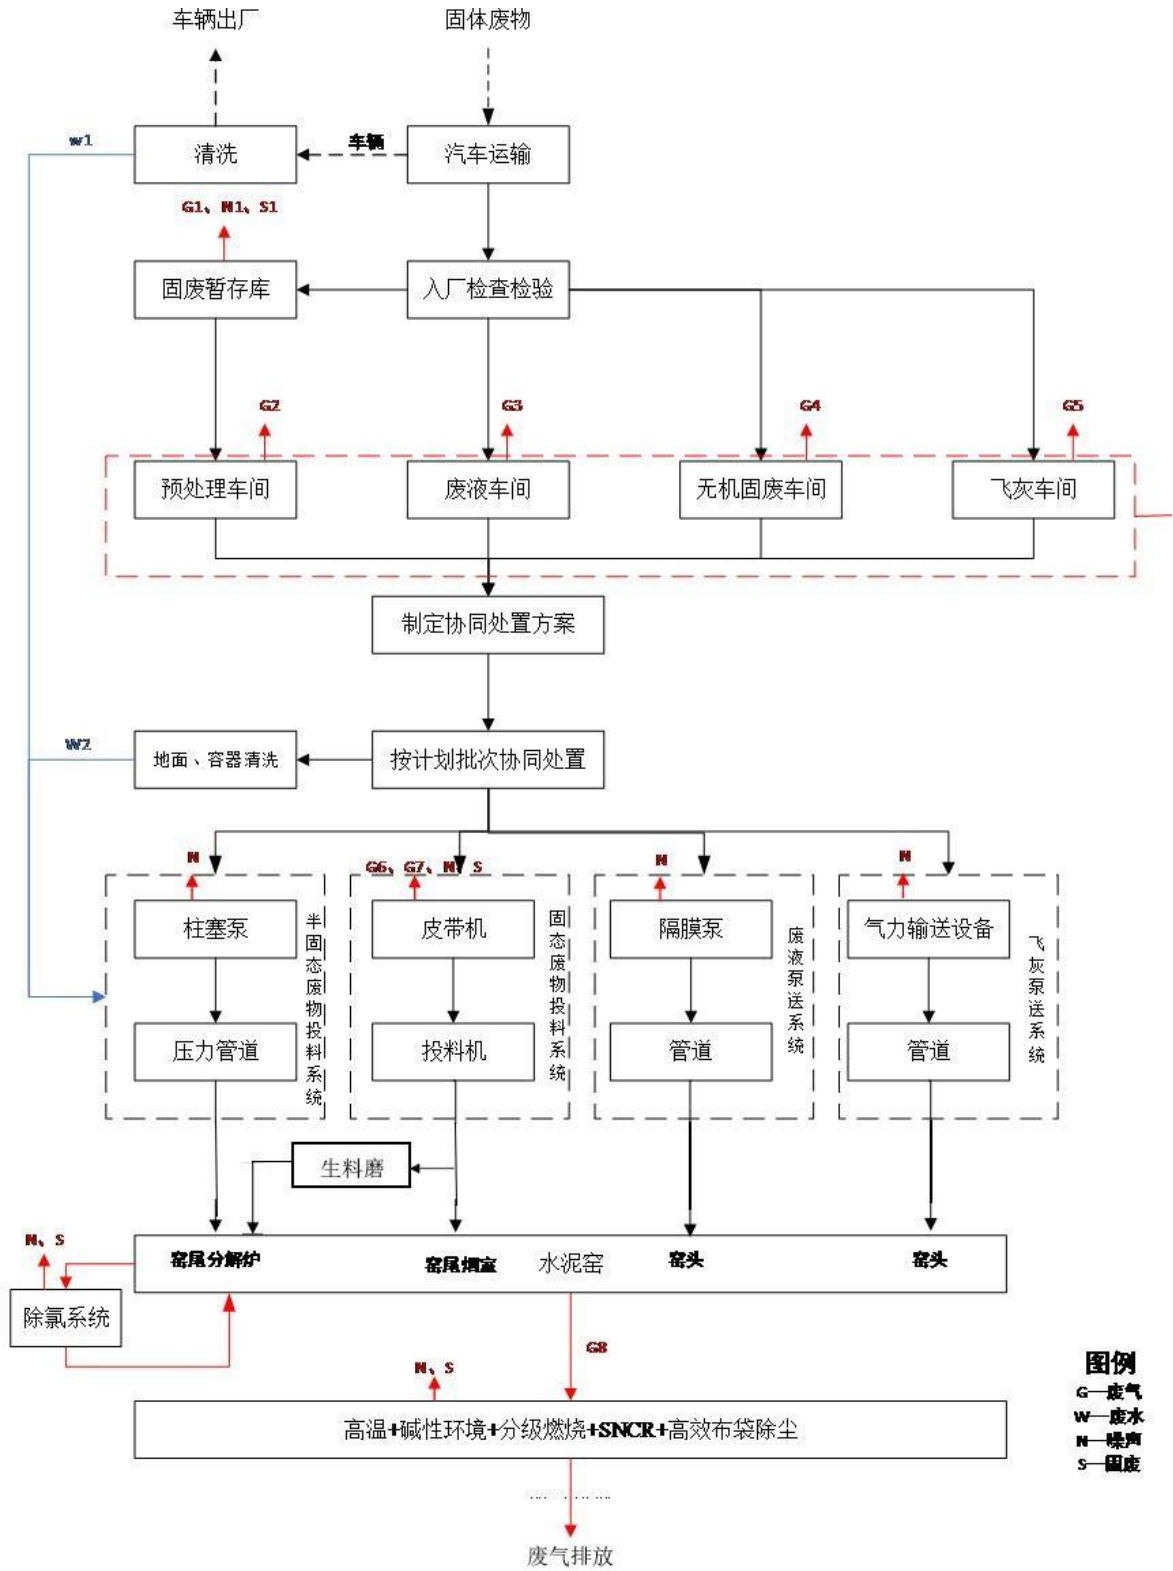 车辆出厂
固体废物
w1
清洗
车辆
汽车运输
G1、N1、S1
固废暂存库
入厂检查检验
G2
G3
G4
G5
预处理车间
废液车间
无机固废车间
飞灰车间
制定协同处置方案
W2
地面、容器清洗
按计划批次协同处置
N
G6、G7、N、S
N
N
柱塞泵
半固态废物投料系统
皮带机
固态废物投料系统
隔膜泵
废液泵送系统
气力输送设备
飞灰泵送系统
压力管道
投料机
管道
管道
生料磨
N、S
窑尾分解炉
窑尾烟室
水泥窑
窑头
窑头
除氯系统
G8
N、S
高温+碱性环境+分级燃烧+SNCR+高效布袋除尘
废气排放
图例
G—废气
W—废水
N—噪声
S—固废